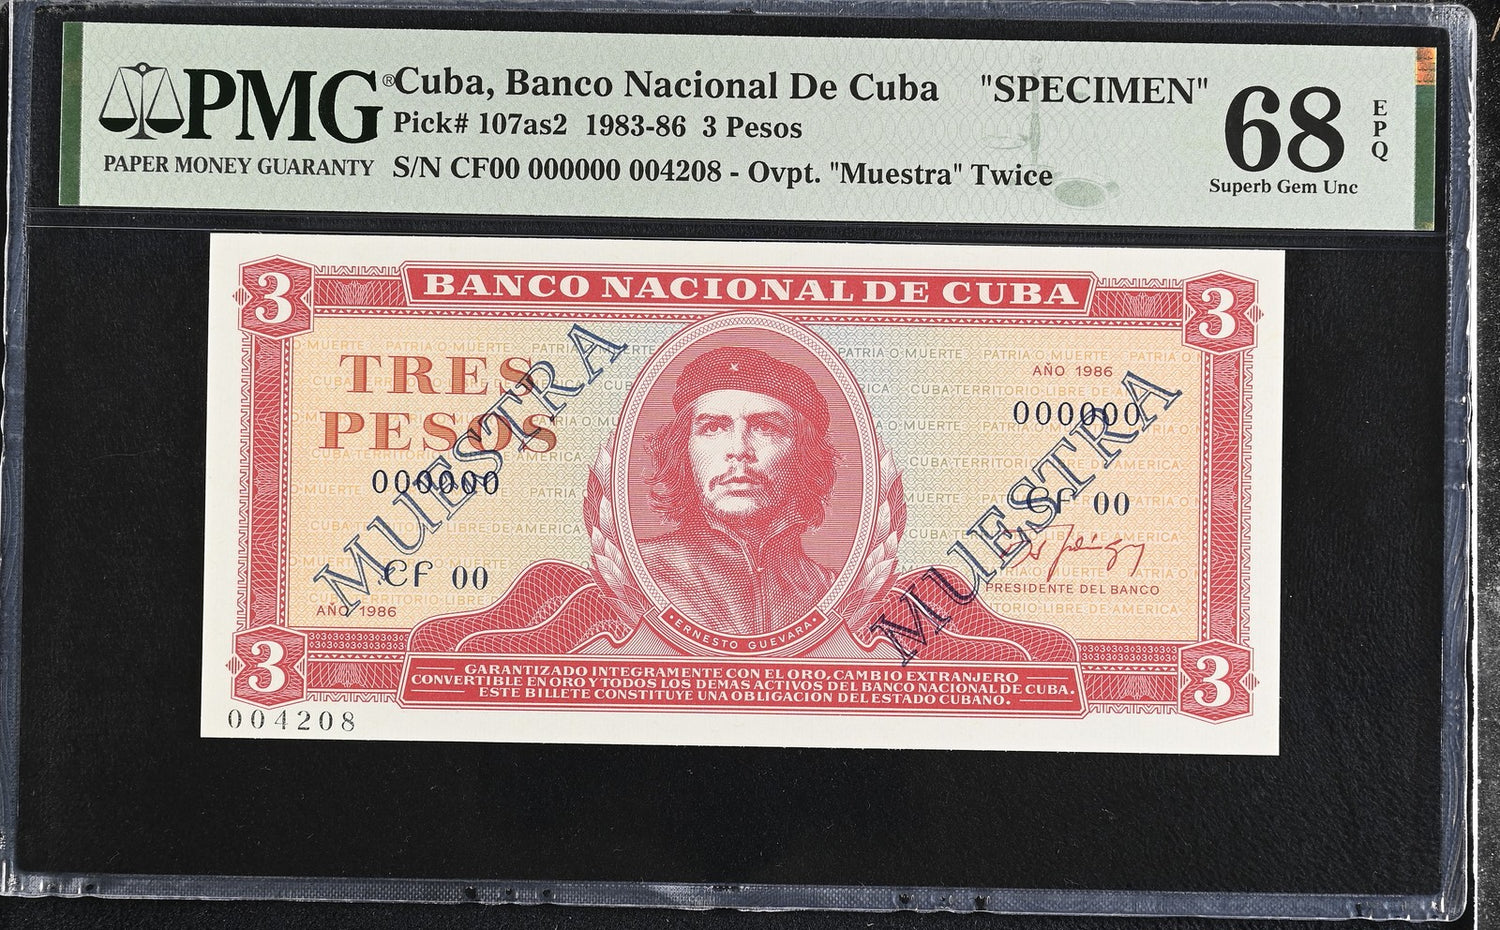 PMG®
PAPER MONEY GUARANTY
Cuba, Banco Nacional De Cuba "SPECIMEN"
Pick# 107as2 1983-86 3 Pesos
S/N CF00 000000 004208 - Ovpt. "Muestra" Twice
68
EPQ
Superb Gem Unc
3
BANCO NACIONAL DE CUBA
3
TRES
PESOS
AÑO 1986
000000
000000
MUESTRA
MUESTRA
CF 00
CF 00
PATRIA O MUERTE
CUBA TERRITORIO LIBRE DE AMERICA
AÑO 1986
PRESIDENTE DEL BANCO
·ERNESTO GUEVARA·
3
GARANTIZADO INTEGRAMENTE CON EL ORO, CAMBIO EXTRANJERO
CONVERTIBLE EN ORO Y TODOS LOS DEMAS ACTIVOS DEL BANCO NACIONAL DE CUBA.
ESTE BILLETE CONSTITUYE UNA OBLIGACION DEL ESTADO CUBANO.
3
004208